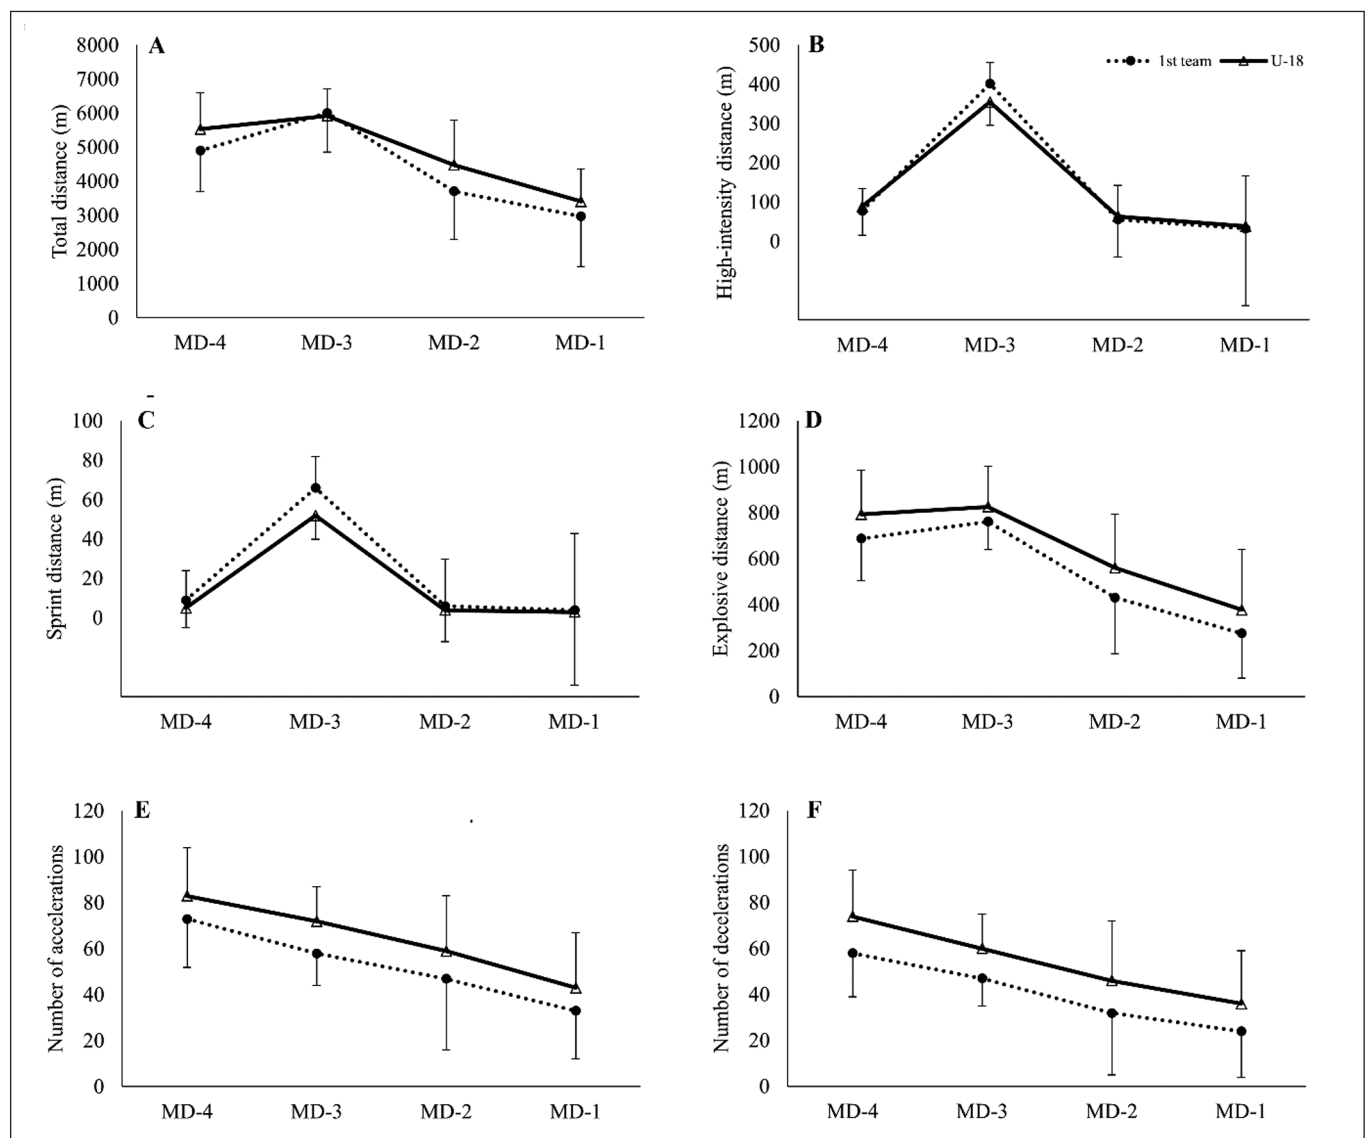 A
Total distance (m)
8000
7000
6000
5000
4000
3000
2000
1000
0
MD-4 MD-3 MD-2 MD-1
B
1st team U-18
High-intensity distance (m)
500
400
300
200
100
0
MD-4 MD-3 MD-2 MD-1
C
Sprint distance (m)
100
80
60
40
20
0
MD-4 MD-3 MD-2 MD-1
D
Explosive distance (m)
1200
1000
800
600
400
200
0
MD-4 MD-3 MD-2 MD-1
E
Number of accelerations
120
100
80
60
40
20
0
MD-4 MD-3 MD-2 MD-1
F
Number of decelerations
120
100
80
60
40
20
0
MD-4 MD-3 MD-2 MD-1